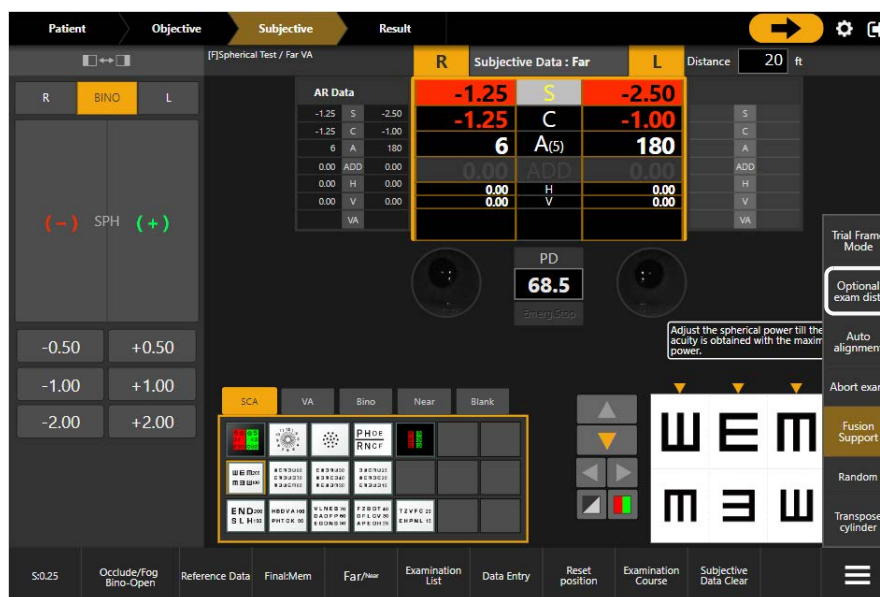 Patient
Objective
Subjective
Result
[F]Spherical Test / Far VA
R
Subjective Data : Far
L
Distance
20 ft
R
BINO
L
AR Data
-1.25 S -2.50
-1.25 C -1.00
6 A 180
0.00 ADD 0.00
0.00 H 0.00
0.00 V 0.00
VA
-1.25 S -2.50
-1.25 C -1.00
6 A(5) 180
0.00 ADD 0.00
0.00 H 0.00
0.00 V 0.00
S
C
A
ADD
H
V
VA
(-) SPH (+)
PD
68.5
Emerg.Stop
-0.50 +0.50
-1.00 +1.00
-2.00 +2.00
Adjust the spherical power till the
acuity is obtained with the maxim
power.
Trial Fram
Mode
Optional
exam dist.
Auto
alignmen
Abort exam
Fusion
Support
Random
Transpose
cylinder
SCA
VA
Bino
Near
Blank
PHOE
RNCF
END200
SLH
S:0.25
Occlude/Fog
Bino-Open
Reference Data
Final:Mem
Far/Near
Examination
List
Data Entry
Reset
position
Examination
Course
Subjective
Data Clear